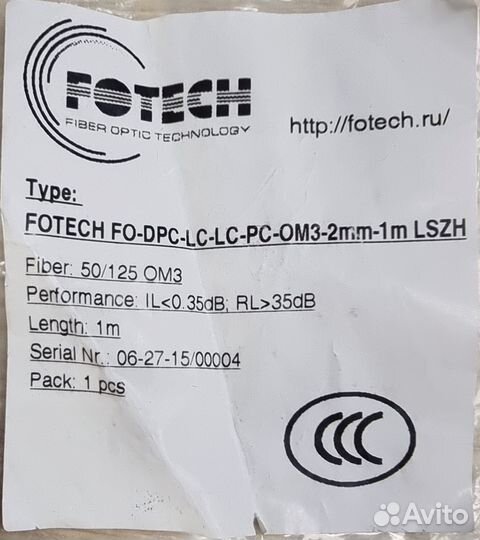 FOTECH
FIBER OPTIC TECHNOLOGY
http://fotech.ru/
Type:
FOTECH FO-DPC-LC-LC-PC-OM3-2mm-1m LSZH
Fiber: 50/125 OM3
Performance: IL<0.35dB; RL>35dB
Length: 1m
Serial Nr.: 06-27-15/00004
Pack: 1 pcs
CCC
Avito